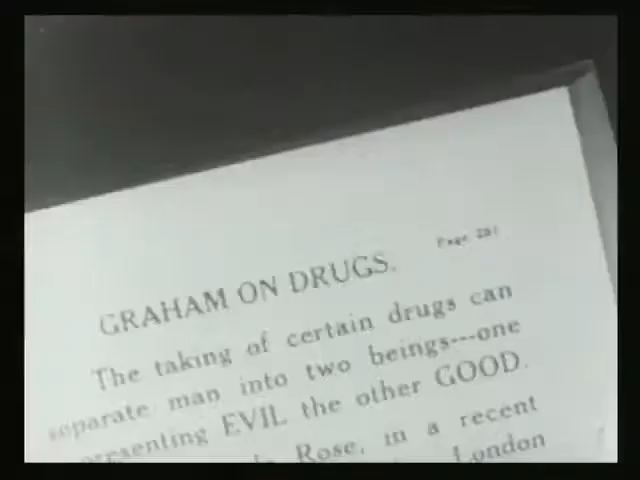 Page 281
GRAHAM ON DRUGS.
The taking of certain drugs can
separate man into two beings---one
presenting EVIL the other GOOD.
Rose, in a recent
London